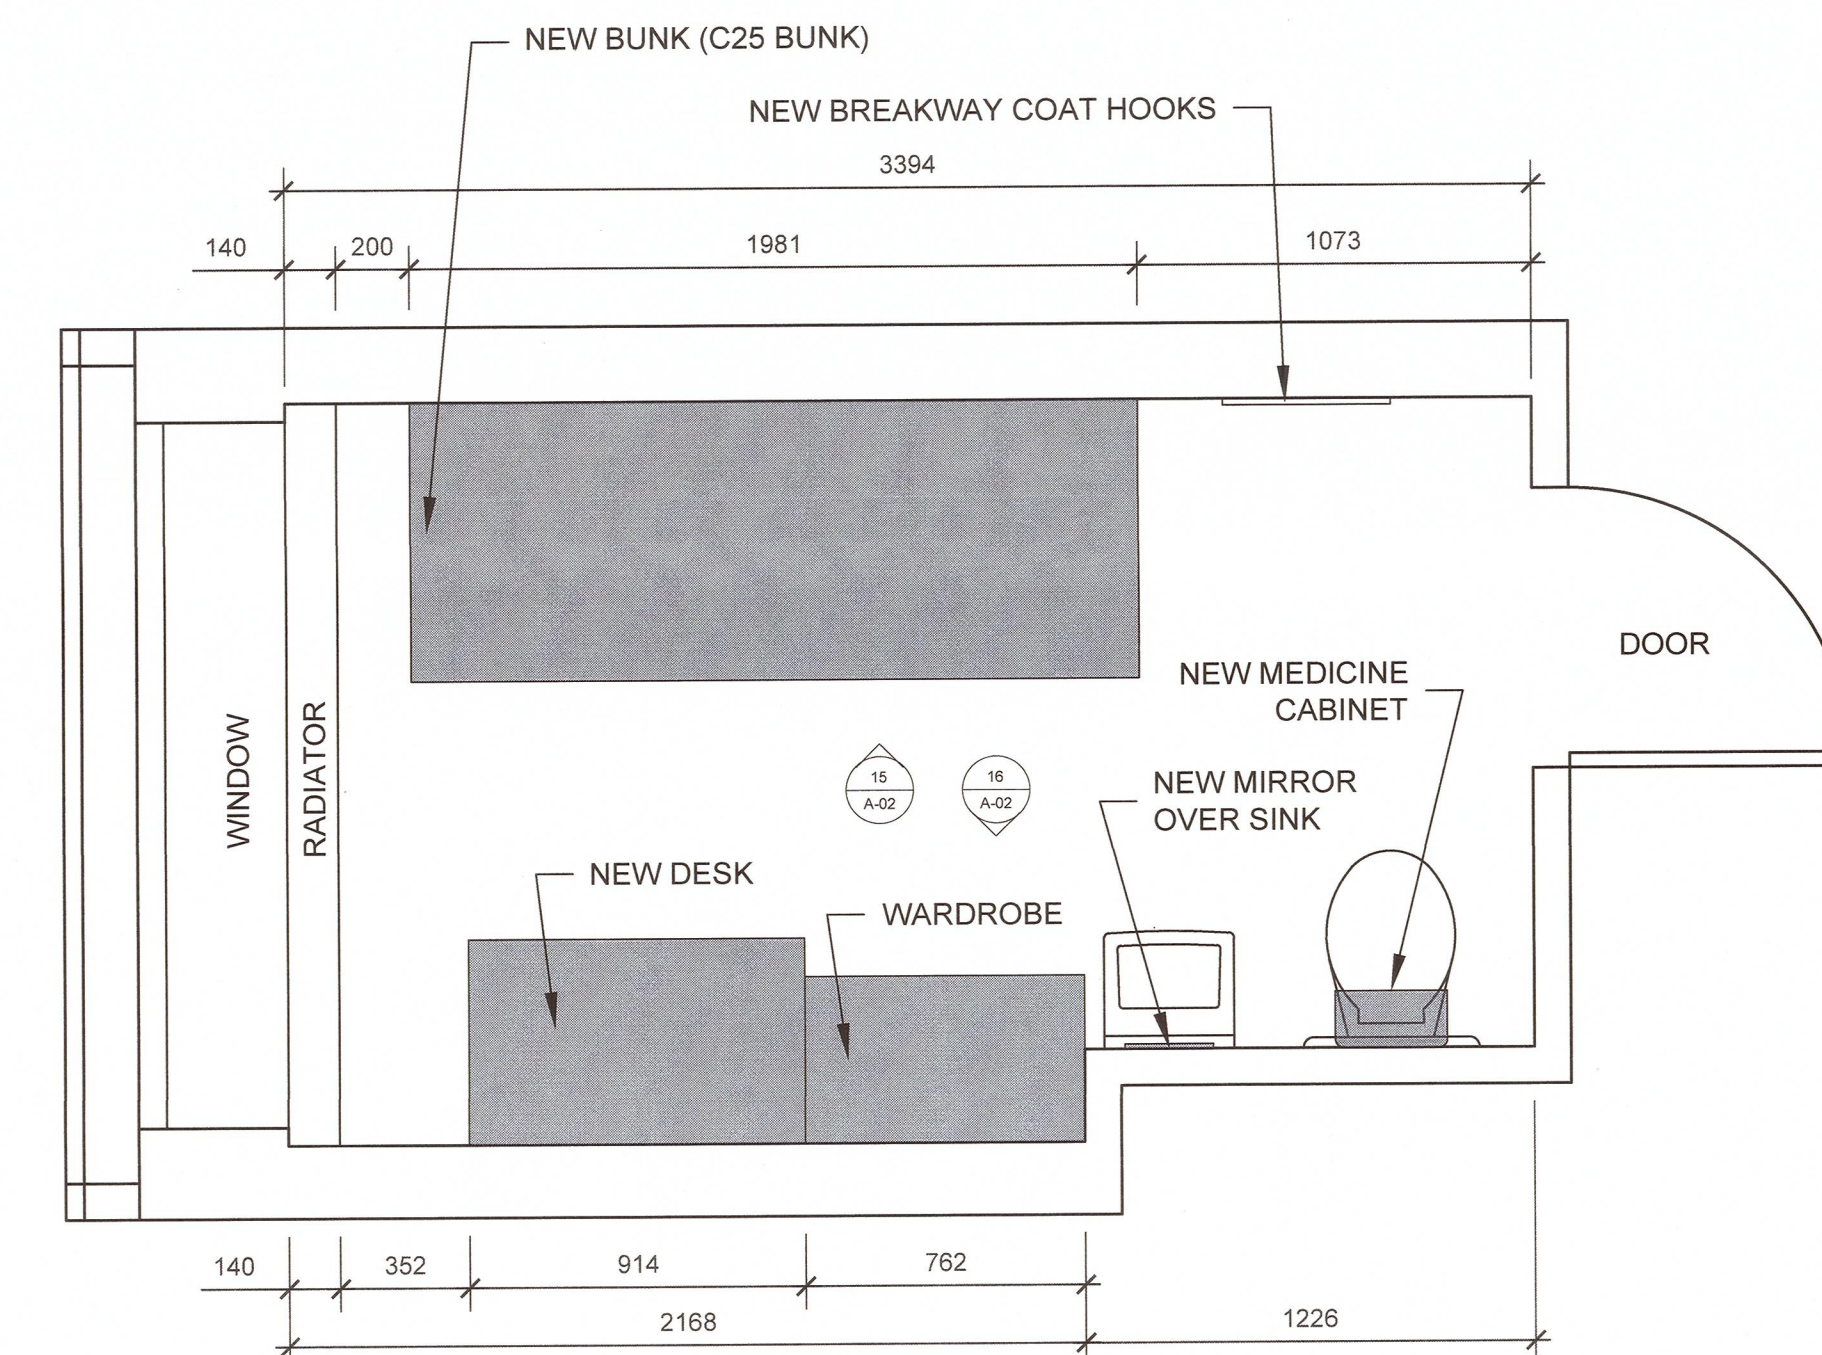 NEW BUNK (C25 BUNK)
NEW BREAKWAY COAT HOOKS
3394
140
200
1981
1073
DOOR
NEW MEDICINE
CABINET
WINDOW
RADIATOR
15
A-02
16
A-02
NEW MIRROR
OVER SINK
NEW DESK
WARDROBE
140
352
914
762
2168
1226